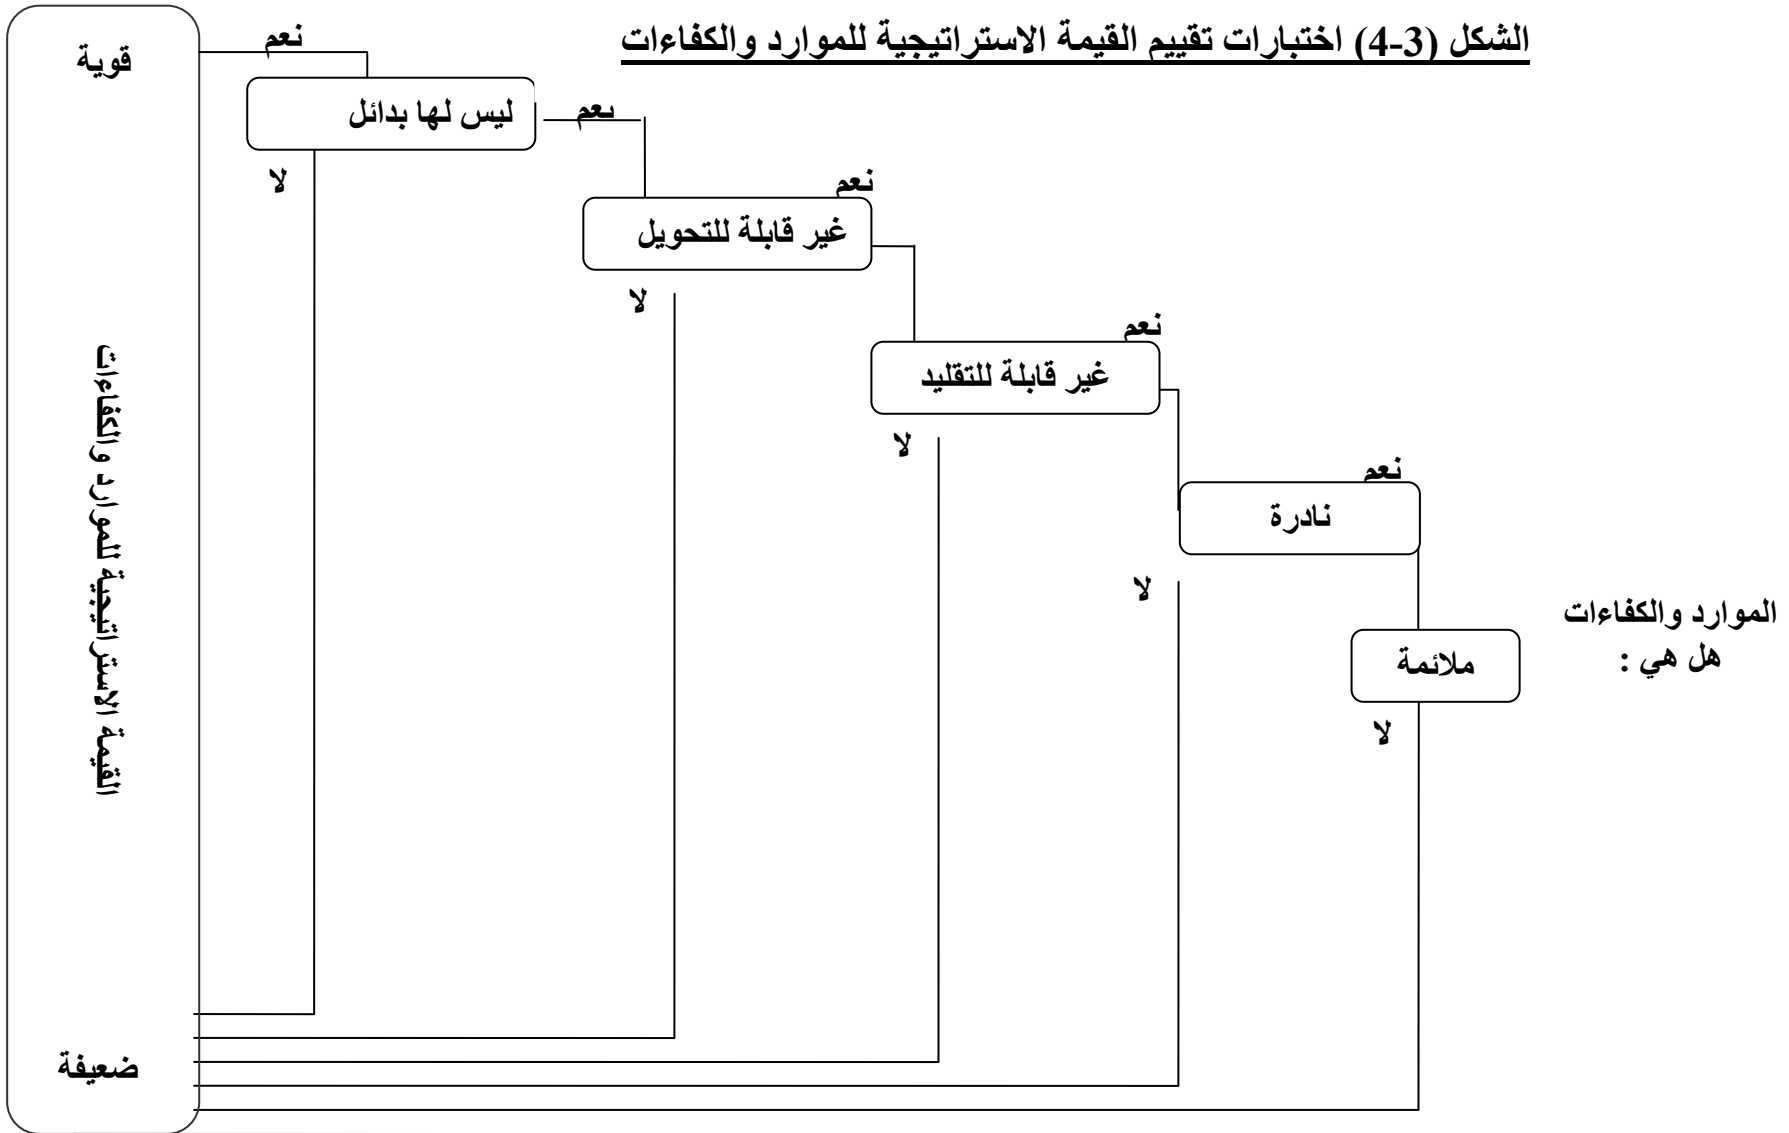 الشكل (3-4) اختبارات تقييم القيمة الاستراتيجية للموارد والكفاءات
نعم
قوية
ليس لها بدائل
نعم
لا
نعم
غير قابلة للتحويل
لا
نعم
غير قابلة للتقليد
لا
نعم
نادرة
لا
الموارد والكفاءات
هل هي :
ملائمة
لا
القيمة الاستراتيجية للموارد والكفاءات
ضعيفة